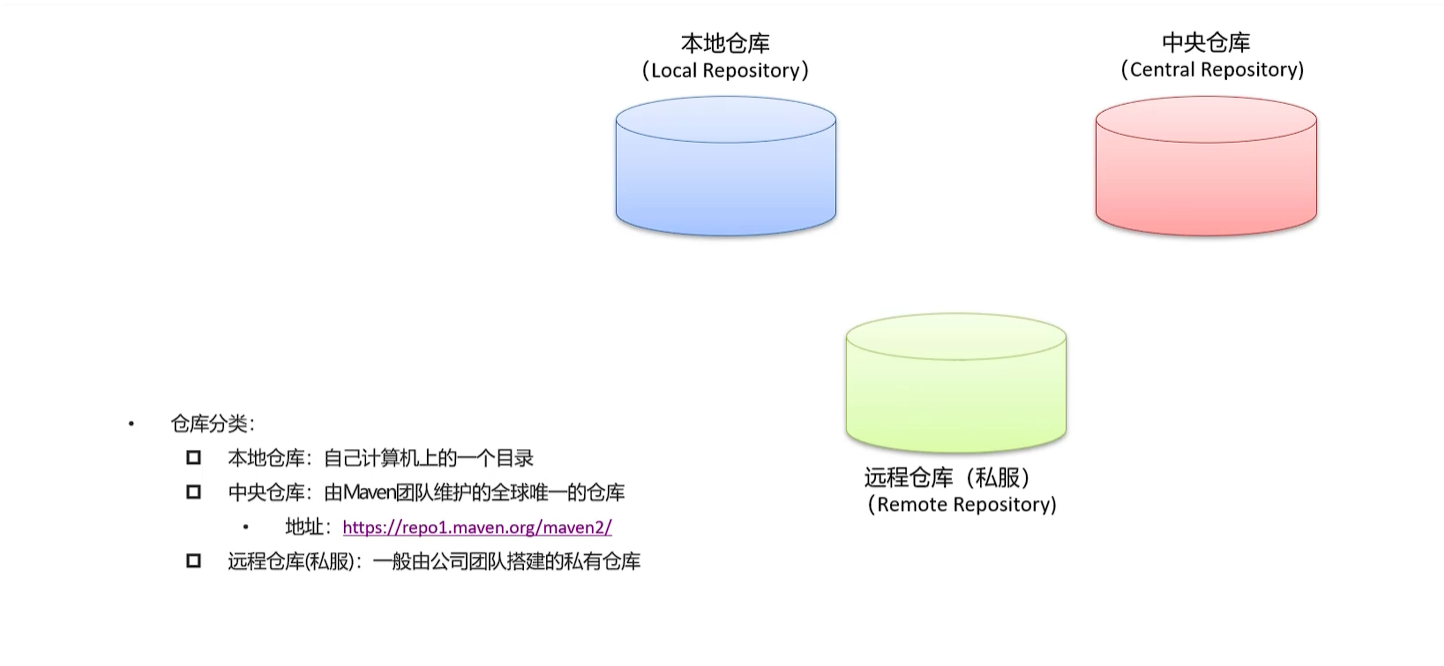 本地仓库
（Local Repository）
中央仓库
（Central Repository)
远程仓库（私服）
（Remote Repository)
• 仓库分类：
本地仓库：自己计算机上的一个目录
中央仓库：由Maven团队维护的全球唯一的仓库
• 地址：https://repo1.maven.org/maven2/
远程仓库(私服)：一般由公司团队搭建的私有仓库